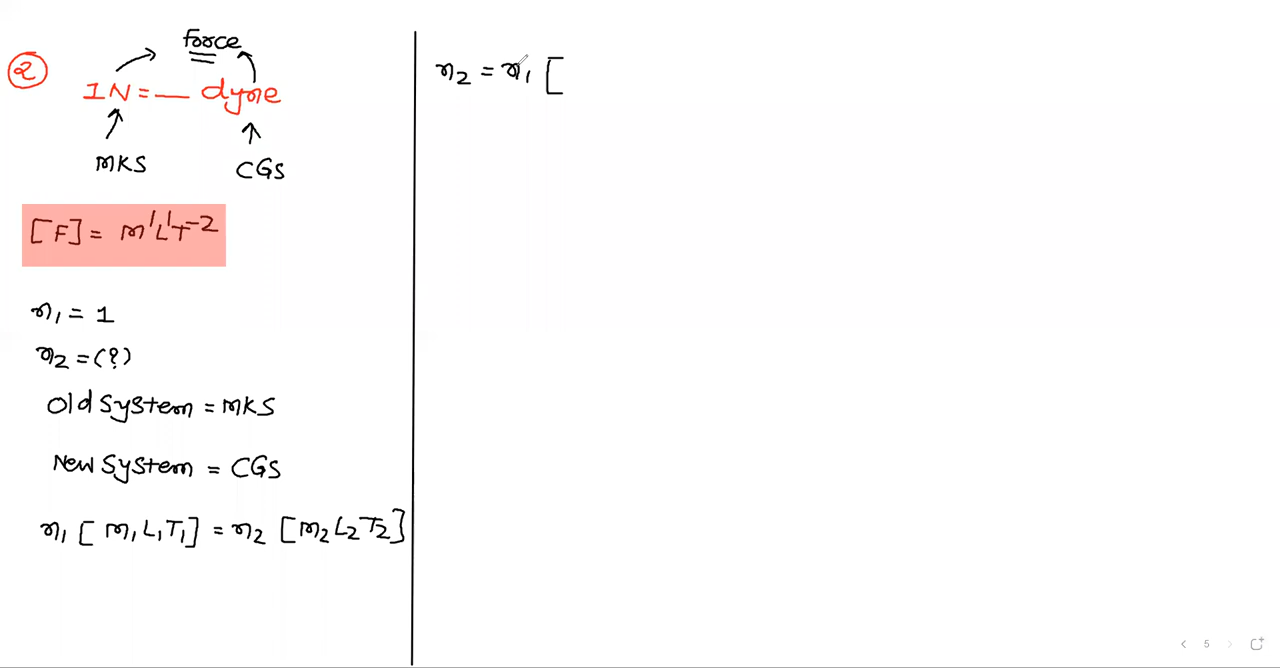 force
② 1N = __ dyne
MKS CGS
[F] = M¹L¹T⁻²
n₁ = 1
n₂ = (?)
Old System = MKS
New System = CGS
n₁ [M₁L₁T₁] = n₂ [M₂L₂T₂]
n₂ = n₁ [
5